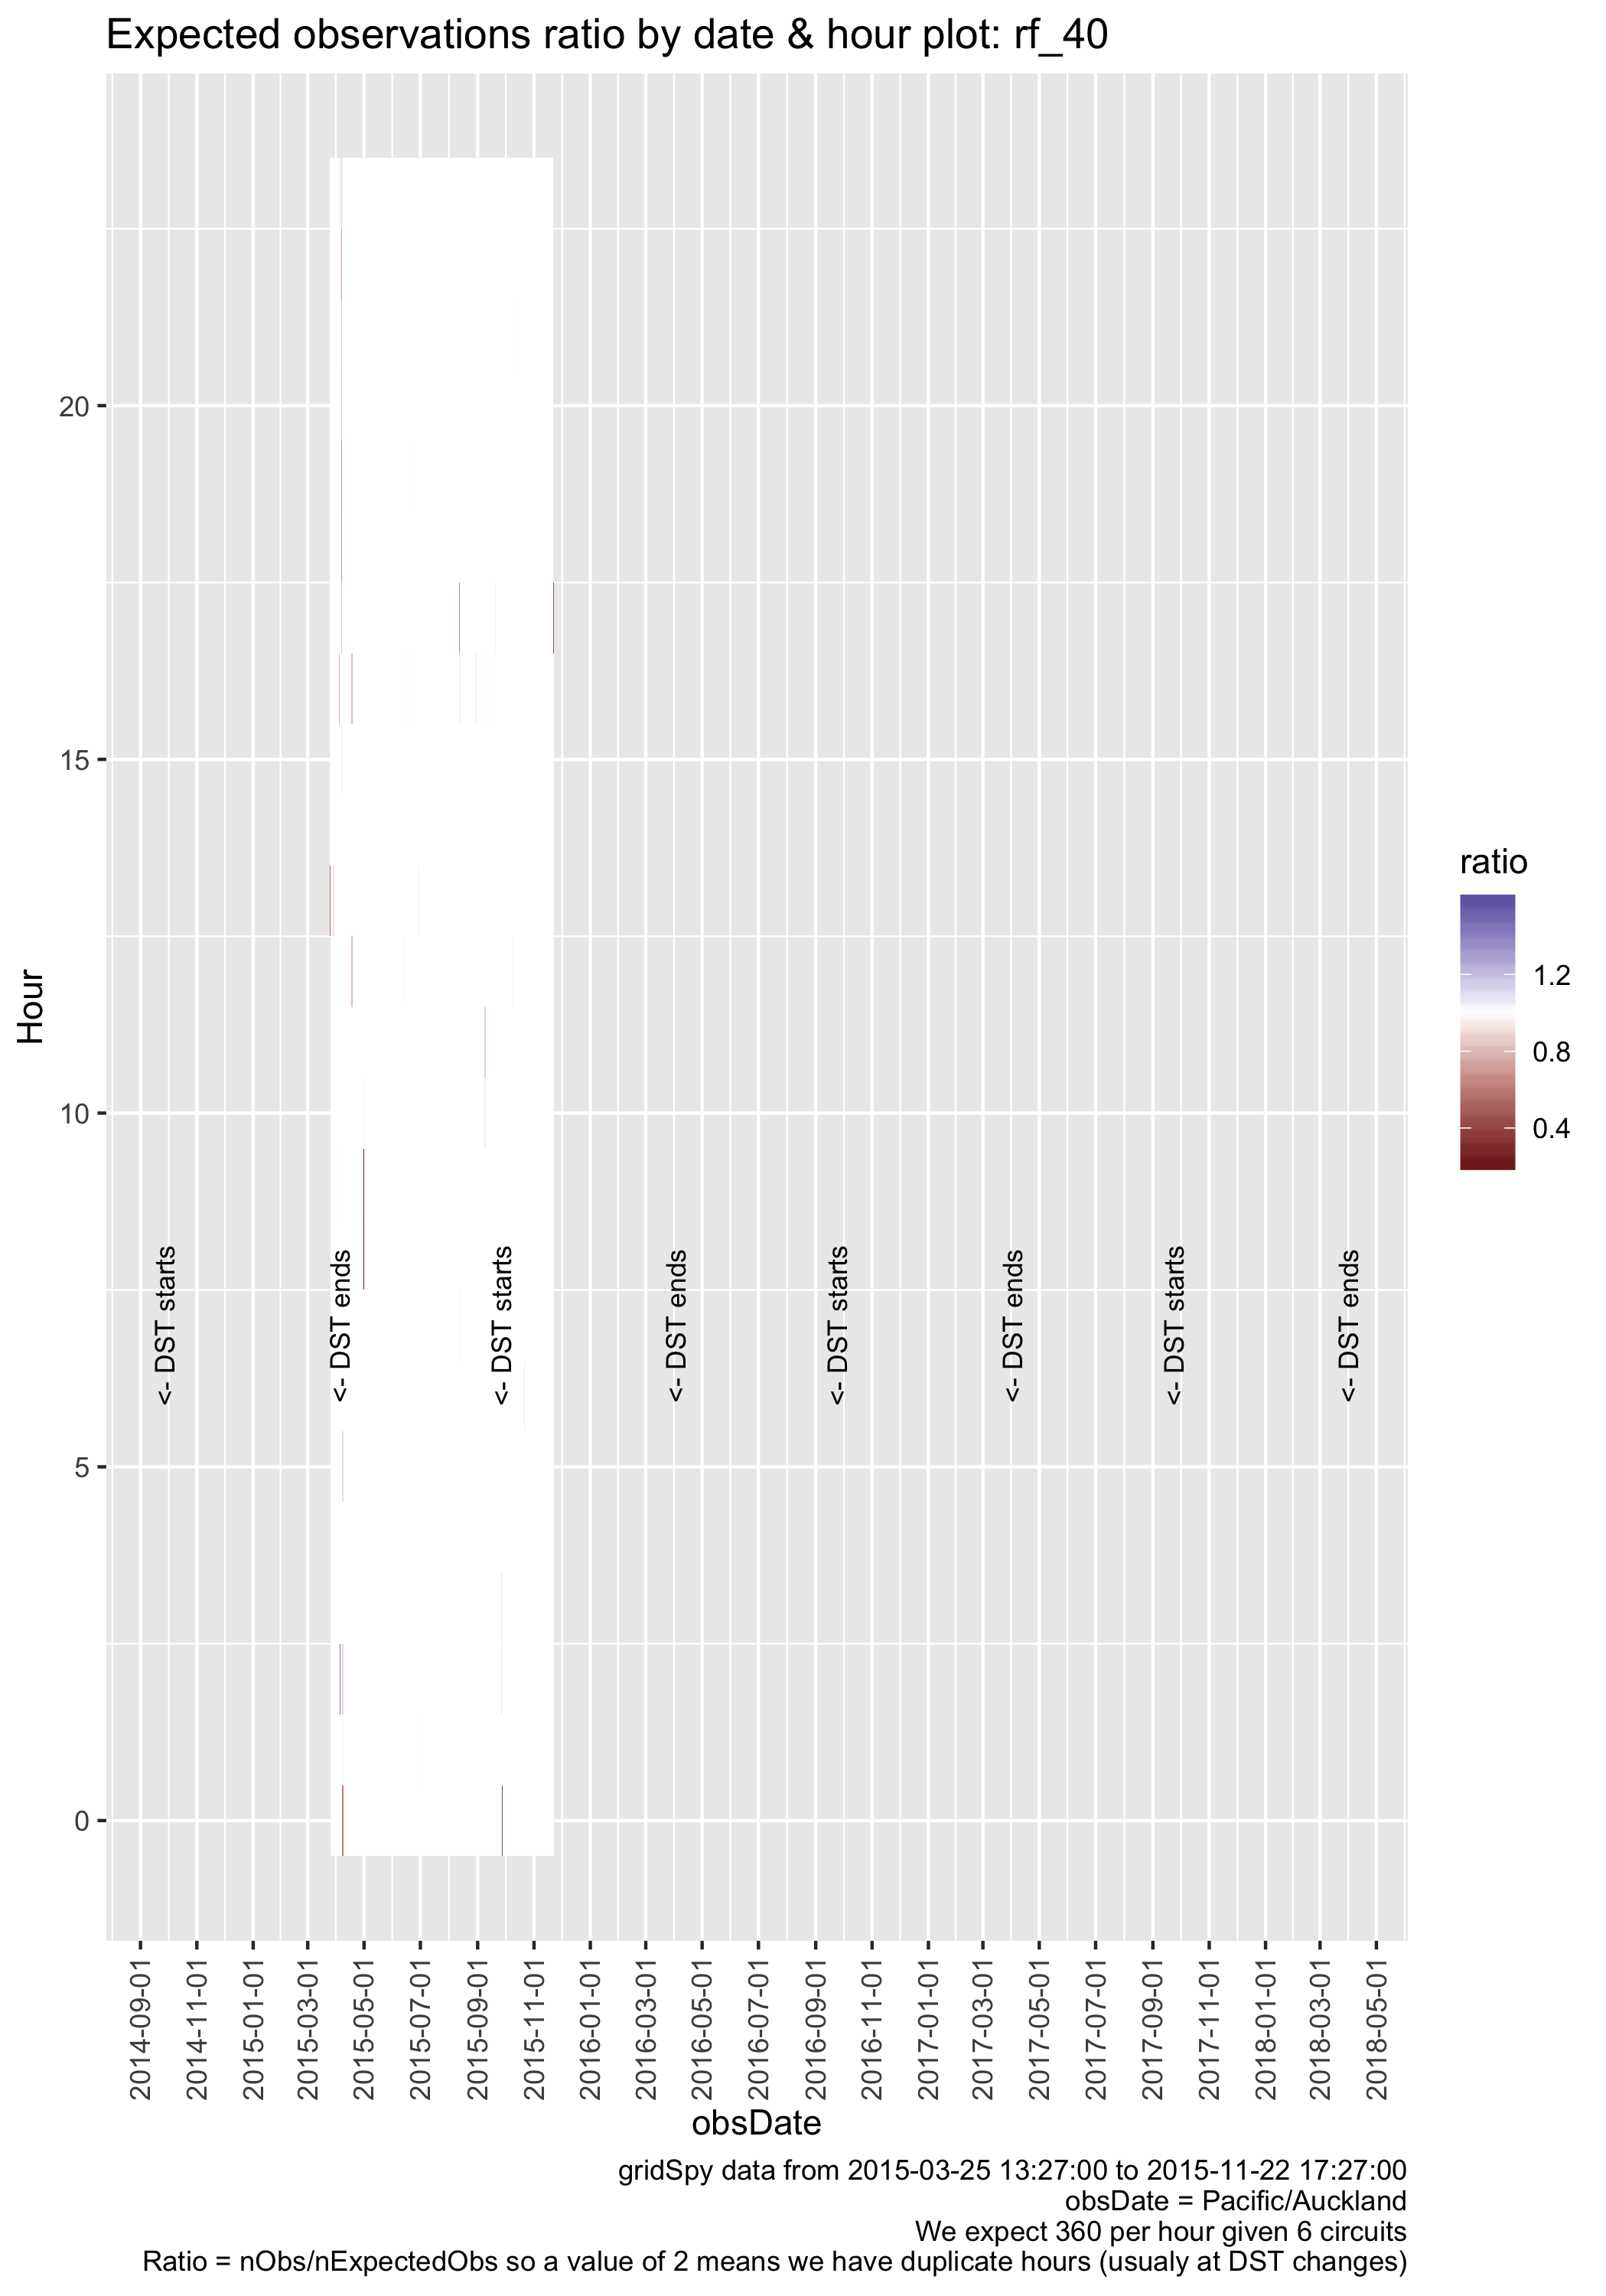 Expected observations ratio by date & hour plot: rf_40
20
15
10
5
0
Hour
<- DST starts
<- DST ends
<- DST starts
<- DST ends
<- DST starts
<- DST ends
<- DST starts
<- DST ends
ratio
1.2
0.8
0.4
2014-09-01
2014-11-01
2015-01-01
2015-03-01
2015-05-01
2015-07-01
2015-09-01
2015-11-01
2016-01-01
2016-03-01
2016-05-01
2016-07-01
2016-09-01
2016-11-01
2017-01-01
2017-03-01
2017-05-01
2017-07-01
2017-09-01
2017-11-01
2018-01-01
2018-03-01
2018-05-01
obsDate
gridSpy data from 2015-03-25 13:27:00 to 2015-11-22 17:27:00
obsDate = Pacific/Auckland
We expect 360 per hour given 6 circuits
Ratio = nObs/nExpectedObs so a value of 2 means we have duplicate hours (usualy at DST changes)